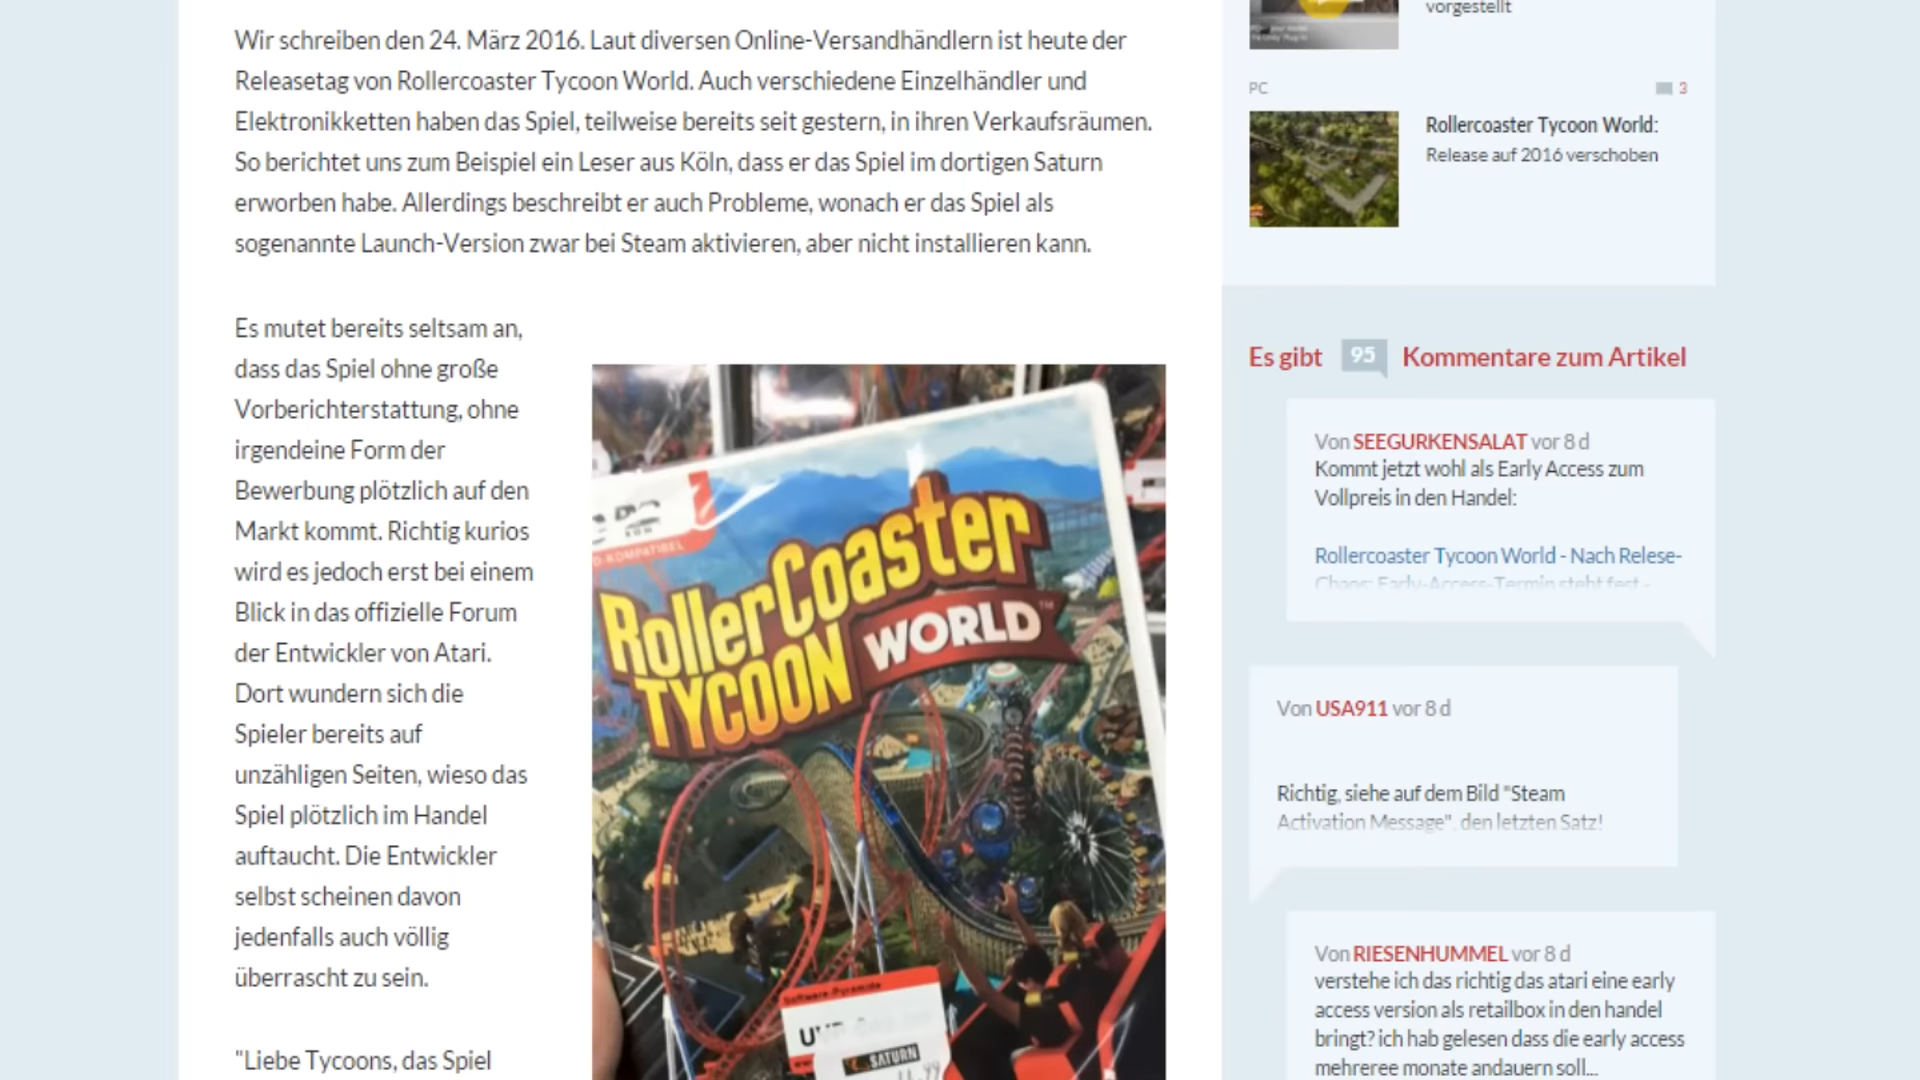 Wir schreiben den 24. März 2016. Laut diversen Online-Versandhändlern ist heute der
Releasetag von Rollercoaster Tycoon World. Auch verschiedene Einzelhändler und
Elektronikketten haben das Spiel, teilweise bereits seit gestern, in ihren Verkaufsräumen.
So berichtet uns zum Beispiel ein Leser aus Köln, dass er das Spiel im dortigen Saturn
erworben habe. Allerdings beschreibt er auch Probleme, wonach er das Spiel als
sogenannte Launch-Version zwar bei Steam aktivieren, aber nicht installieren kann.
Es mutet bereits seltsam an,
dass das Spiel ohne große
Vorberichterstattung, ohne
irgendeine Form der
Bewerbung plötzlich auf den
Markt kommt. Richtig kurios
wird es jedoch erst bei einem
Blick in das offizielle Forum
der Entwickler von Atari.
Dort wundern sich die
Spieler bereits auf
unzähligen Seiten, wieso das
Spiel plötzlich im Handel
auftaucht. Die Entwickler
selbst scheinen davon
jedenfalls auch völlig
überrascht zu sein.
"Liebe Tycoons, das Spiel
RollerCoaster
TYCOON WORLD™
Software-Pyramide
SATURN
vorgestellt
PC
3
Rollercoaster Tycoon World:
Release auf 2016 verschoben
Es gibt 95 Kommentare zum Artikel
Von SEEGURKENSALAT vor 8 d
Kommt jetzt wohl als Early Access zum
Vollpreis in den Handel:
Rollercoaster Tycoon World - Nach Relese-
Chaos: Early-Access-Termin steht fest -
Von USA911 vor 8 d
Richtig, siehe auf dem Bild "Steam
Activation Message", den letzten Satz!
Von RIESENHUMMEL vor 8 d
verstehe ich das richtig das atari eine early
access version als retailbox in den handel
bringt? ich hab gelesen dass die early access
mehreree monate andauern soll...